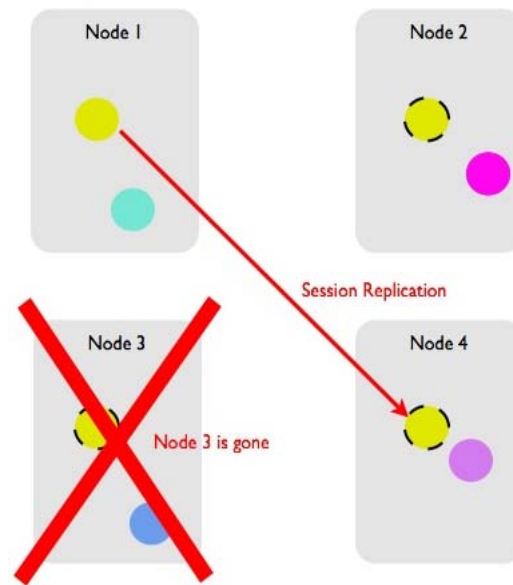 Node 1
Node 2
Session Replication
Node 3
Node 4
Node 3 is gone